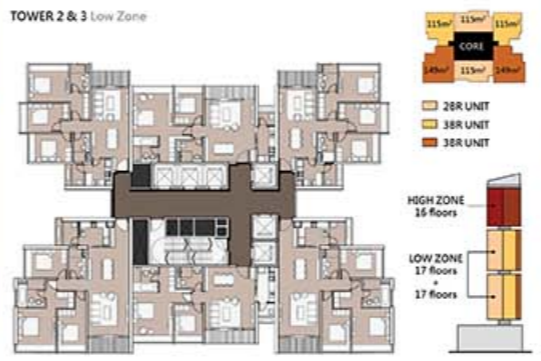 TOWER 2 & 3 Low Zone
115m² 115m² 115m²
CORE
149m² 115m² 149m²
2BR UNIT
3BR UNIT
3BR UNIT
HIGH ZONE
16 floors
LOW ZONE
17 floors
+
17 floors